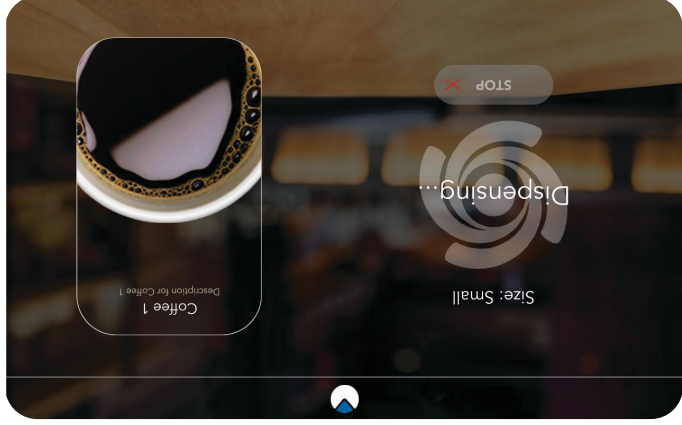 Size: Small
Dispensing...
STOP
Coffee 1
Description for Coffee 1